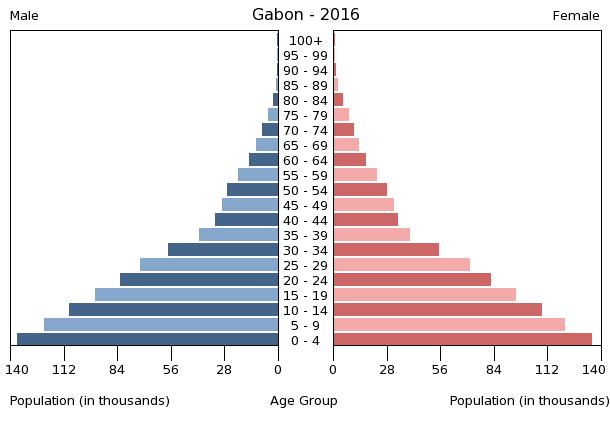 Male Gabon - 2016 Female
100+
95 - 99
90 - 94
85 - 89
80 - 84
75 - 79
70 - 74
65 - 69
60 - 64
55 - 59
50 - 54
45 - 49
40 - 44
35 - 39
30 - 34
25 - 29
20 - 24
15 - 19
10 - 14
5 - 9
0 - 4
140 112 84 56 28 0 0 28 56 84 112 140
Population (in thousands) Age Group Population (in thousands)